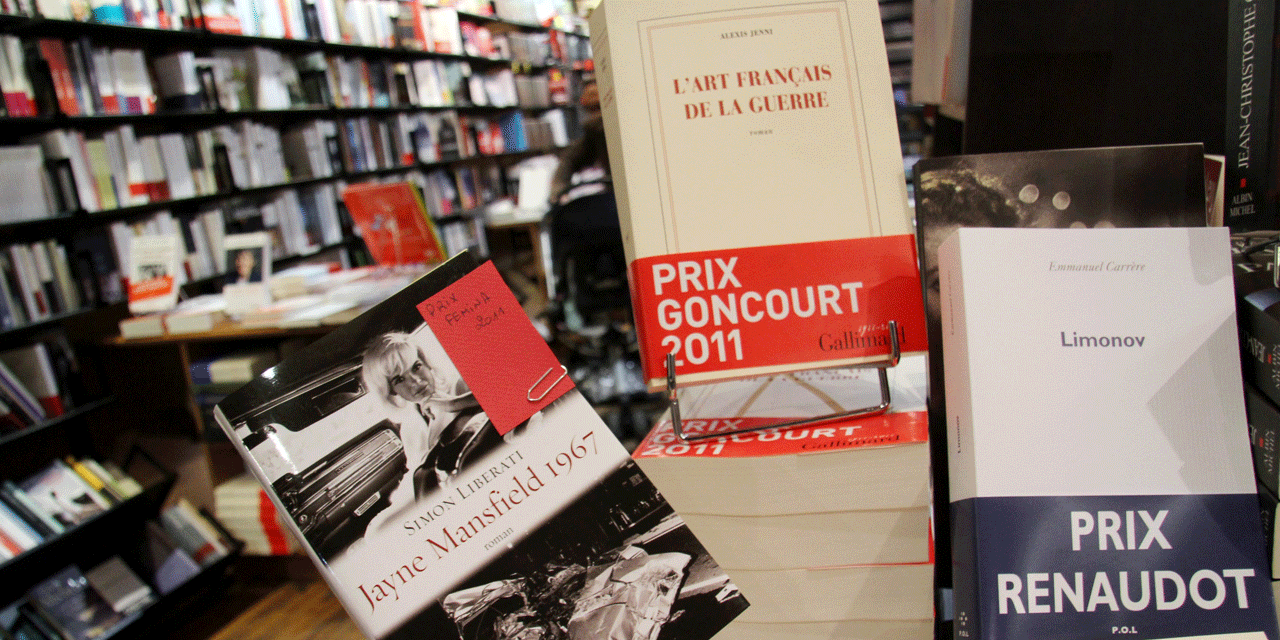 PRIX
FEMINA
2011
SIMON LIBERATI
Jayne Mansfield 1967
roman
ALEXIS JENNI
L'ART FRANÇAIS
DE LA GUERRE
roman
PRIX
GONCOURT
2011
Gallimard
PRIX GONCOURT
2011
Gallimard
Emmanuel Carrère
Limonov
PRIX
RENAUDOT
P.O.L
JEAN-CHRISTOPHE
ALBIN
MICHEL